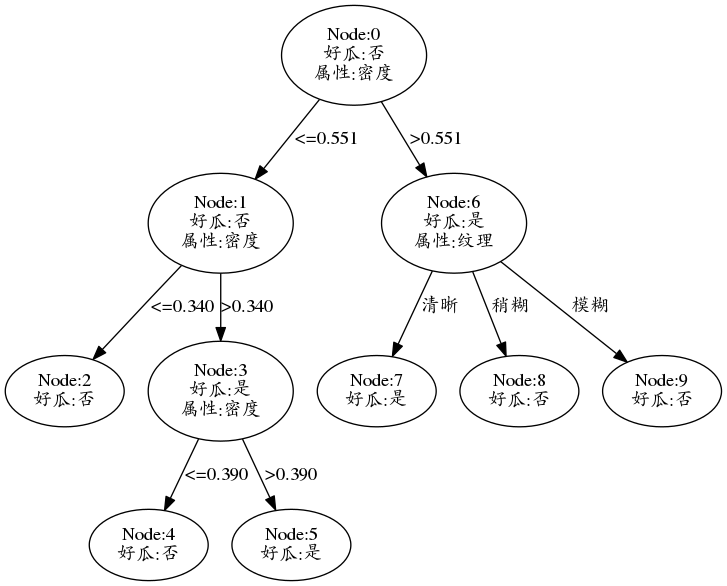 Node:0
好瓜:否
属性:密度
<=0.551
>0.551
Node:1
好瓜:否
属性:密度
Node:6
好瓜:是
属性:纹理
<=0.340
>0.340
清晰
稍糊
模糊
Node:2
好瓜:否
Node:3
好瓜:是
属性:密度
Node:7
好瓜:是
Node:8
好瓜:否
Node:9
好瓜:否
<=0.390
>0.390
Node:4
好瓜:否
Node:5
好瓜:是